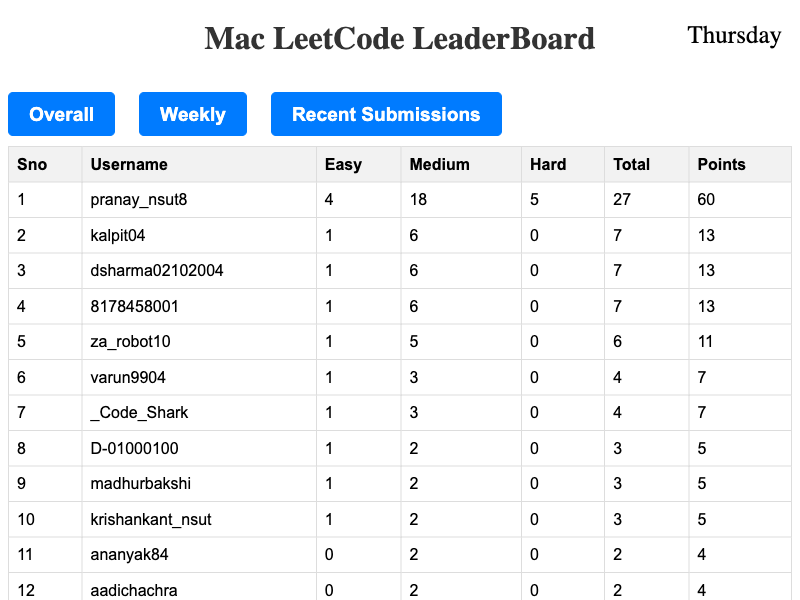 Mac LeetCode LeaderBoard
Thursday
Overall Weekly Recent Submissions
Sno Username Easy Medium Hard Total Points
1 pranay_nsut8 4 18 5 27 60
2 kalpit04 1 6 0 7 13
3 dsharma02102004 1 6 0 7 13
4 8178458001 1 6 0 7 13
5 za_robot10 1 5 0 6 11
6 varun9904 1 3 0 4 7
7 _Code_Shark 1 3 0 4 7
8 D-01000100 1 2 0 3 5
9 madhurbakshi 1 2 0 3 5
10 krishankant_nsut 1 2 0 3 5
11 ananyak84 0 2 0 2 4
12 aadichachra 0 2 0 2 4